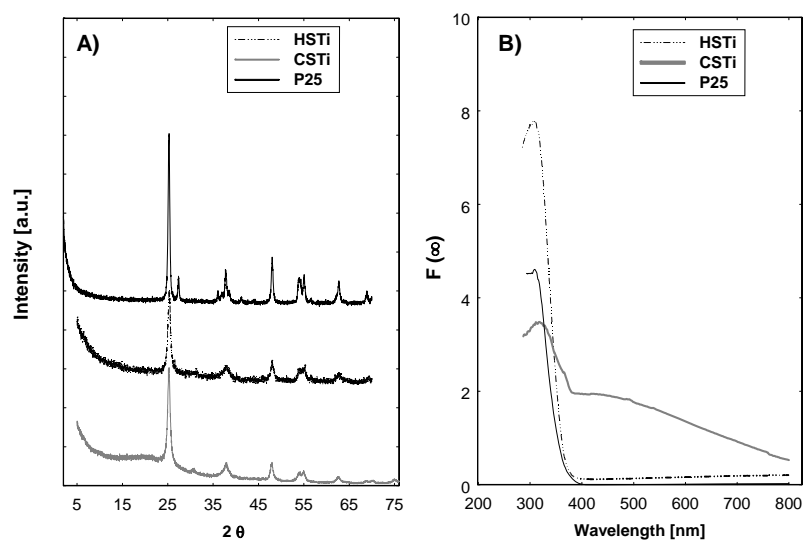 A)
HSTi
CSTi
P25
Intensity [a.u.]
5 15 25 35 45 55 65 75
2 θ
B)
HSTi
CSTi
P25
F (∞)
10
8
6
4
2
0
200 300 400 500 600 700 800
Wavelength [nm]